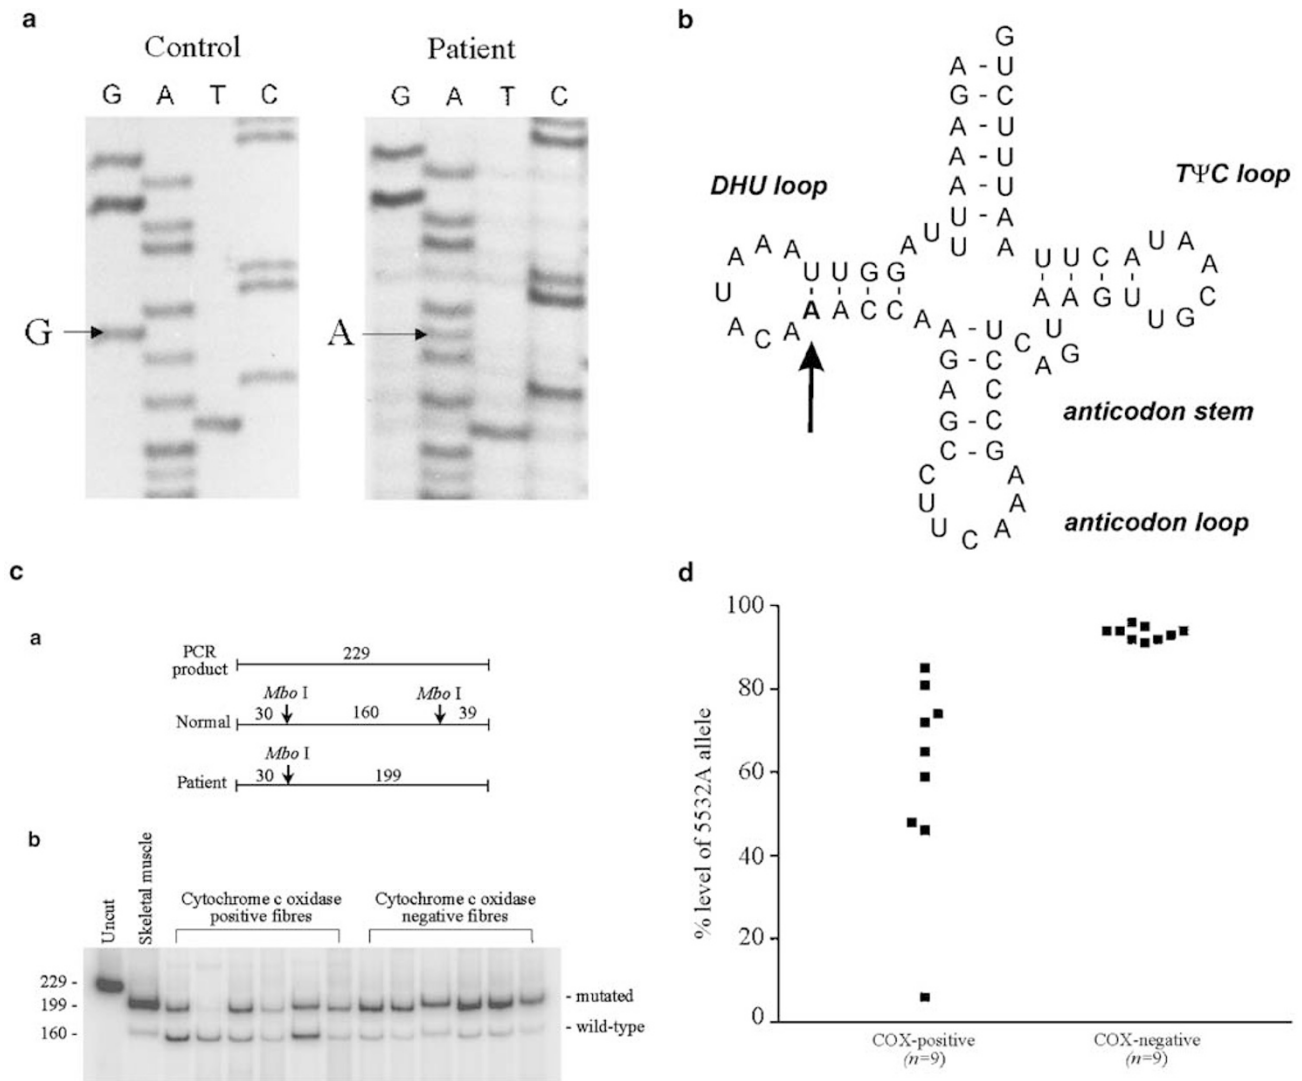 a
Control
Patient
G A T C
G A T C
G
A
b
DHU loop
TΨC loop
anticodon stem
anticodon loop
G
A - U
G - C
A - U
A - U
A - U
U - A
U A
A U
A A A U U G G
U
A C A A A C C A
U U C A U A A
C
A A G U U G
U G A C
A - U
G - C
A C
G - C
C - G
C A
U A
U C A
c
a
PCR
product
229
Mbo I
Mbo I
Normal
30
160
39
Mbo I
Patient
30
199
b
Uncut
Skeletal muscle
Cytochrome c oxidase
positive fibres
Cytochrome c oxidase
negative fibres
229 -
199 -
160 -
- mutated
- wild-type
d
% level of 5532A allele
100
80
60
40
20
0
COX-positive
(n=9)
COX-negative
(n=9)